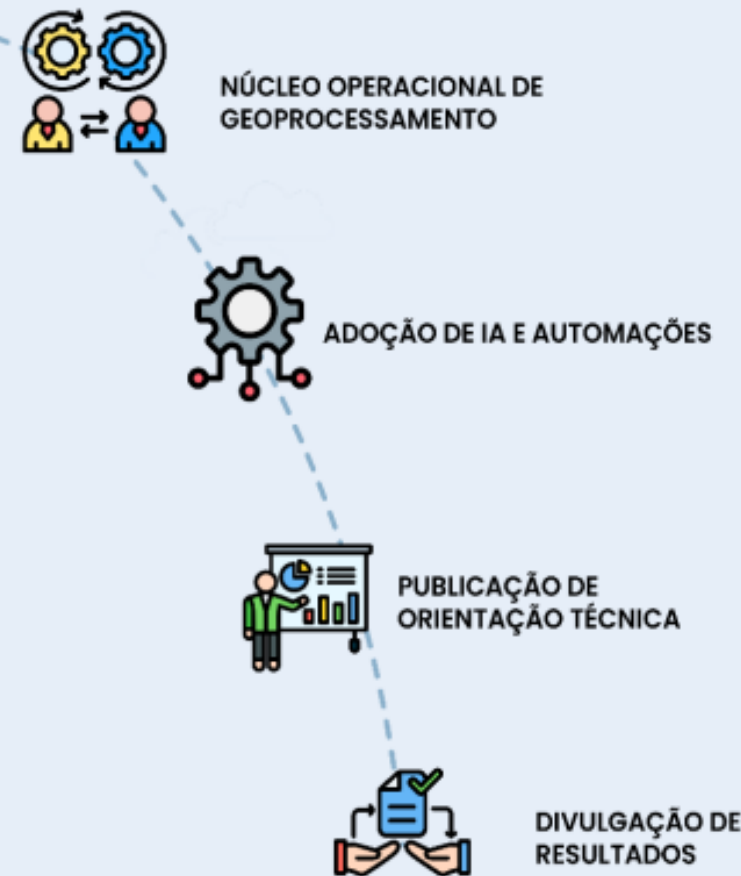 NÚCLEO OPERACIONAL DE
GEOPROCESSAMENTO
ADOÇÃO DE IA E AUTOMAÇÕES
PUBLICAÇÃO DE
ORIENTAÇÃO TÉCNICA
DIVULGAÇÃO DE
RESULTADOS